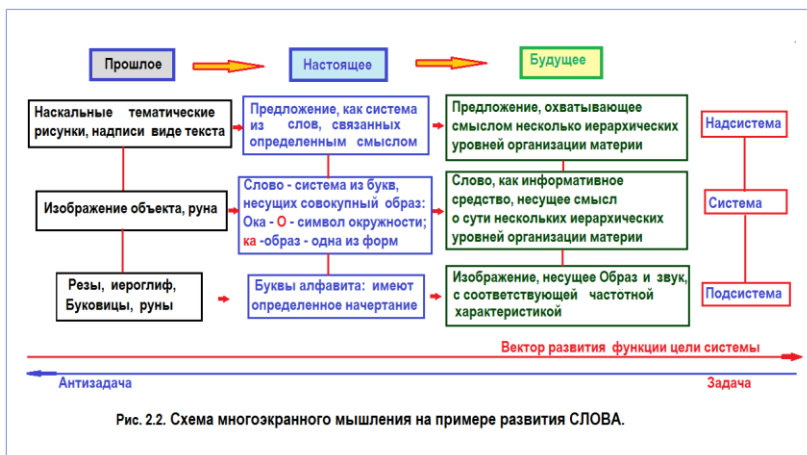 Прошлое
Настоящее
Будущее
Наскальные тематические
рисунки, надписи виде текста
Предложение, как система
из слов, связанных
определенным смыслом
Предложение, охватывающее
смыслом несколько иерархических
уровней организации материи
Надсистема
Изображение объекта, руна
Слово - система из букв,
несущих совокупный образ:
Ока - О - символ окружности;
ка -образ - одна из форм
Слово, как информативное
средство, несущее смысл
о сути нескольких иерархических
уровней организации материи
Система
Резы, иероглиф,
Буковицы, руны
Буквы алфавита: имеют
определенное начертание
Изображение, несущее Образ и звук,
с соответствующей частотной
характеристикой
Подсистема
Вектор развития функции цели системы
Антизадача
Задача
Рис. 2.2. Схема многоэкранного мышления на примере развития СЛОВА.